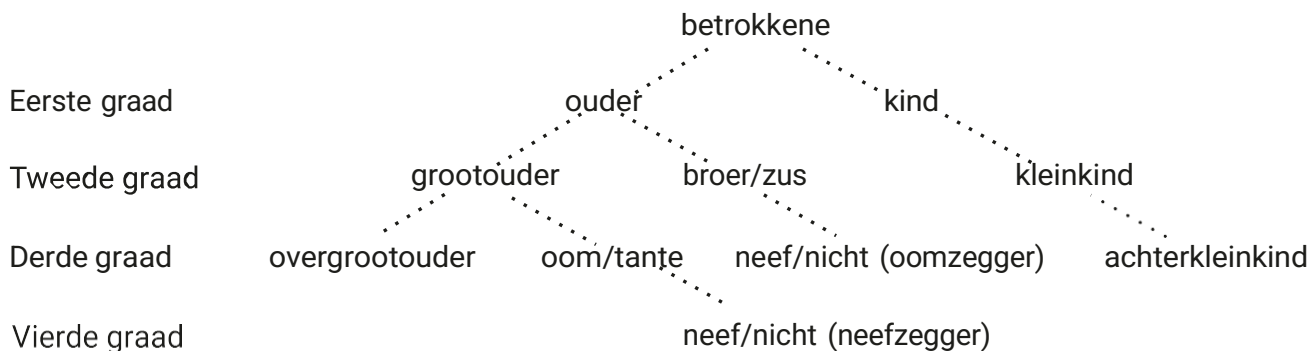 betrokkene
Eerste graad ouder kind
Tweede graad grootouder broer/zus kleinkind
Derde graad overgrootouder oom/tante neef/nicht (oomzegger) achterkleinkind
Vierde graad neef/nicht (neefzegger)